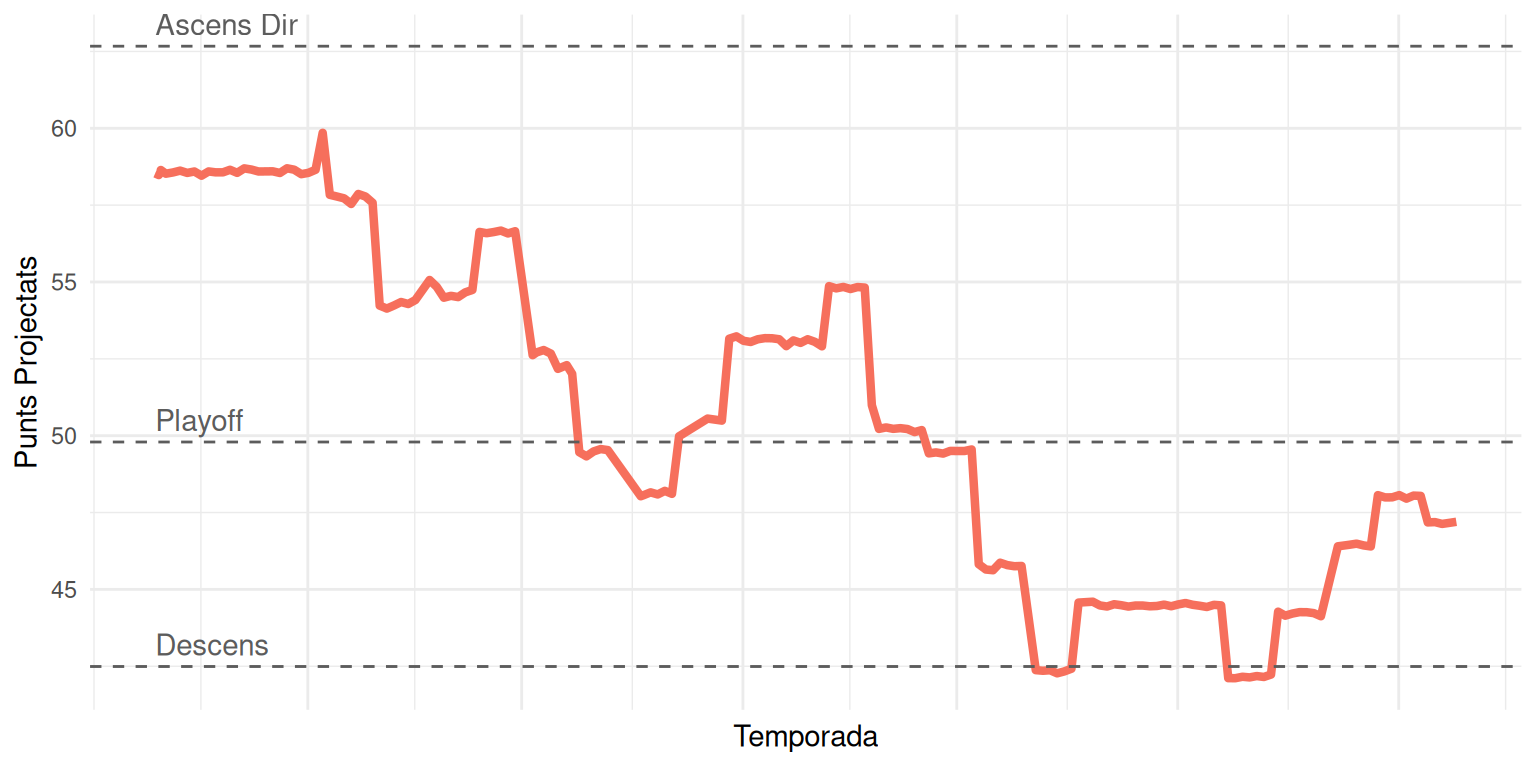 Ascens Dir
60
55
Playoff
50
45
Descens
Punts Projectats
Temporada